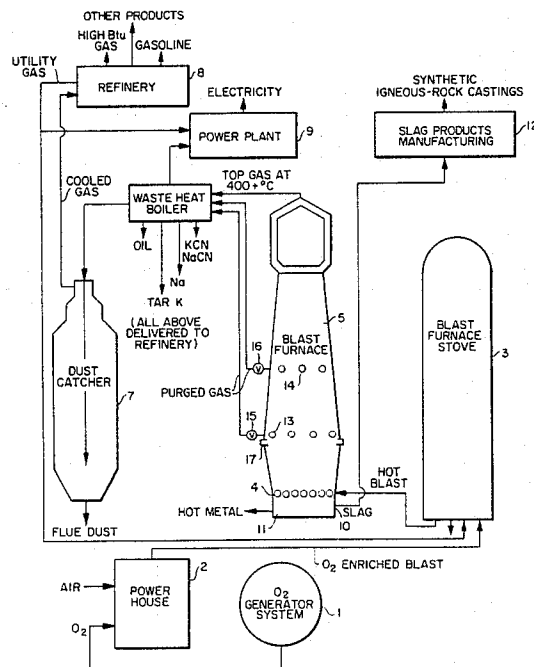 OTHER PRODUCTS
HIGH Btu
GAS
GASOLINE
UTILITY
GAS
REFINERY
8
ELECTRICITY
POWER PLANT
9
SYNTHETIC
IGNEOUS-ROCK CASTINGS
SLAG PRODUCTS
MANUFACTURING
12
COOLED
GAS
TOP GAS AT
400+°C
WASTE HEAT
BOILER
OIL
KCN
NaCN
Na
TAR K
(ALL ABOVE
DELIVERED TO
REFINERY)
5
BLAST
FURNACE
BLAST
FURNACE
STOVE
3
16
V
14
PURGED GAS
DUST
CATCHER
7
15
V
13
17
4
HOT
BLAST
HOT METAL
11
SLAG
10
FLUE DUST
O2 ENRICHED BLAST
2
AIR
POWER
HOUSE
O2
O2
GENERATOR
SYSTEM
1